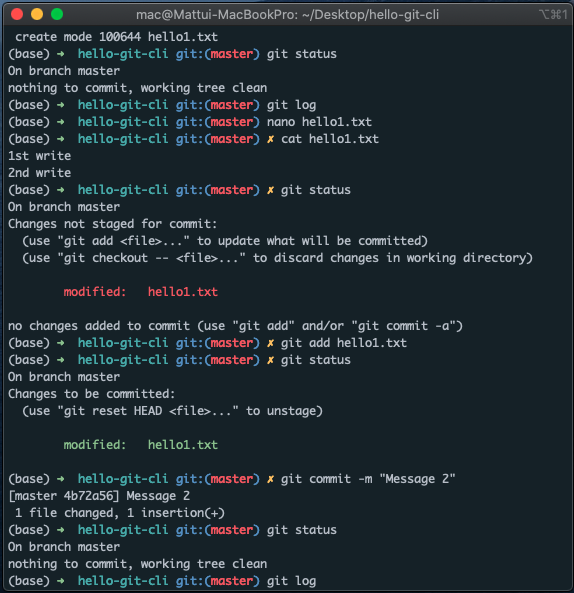 mac@Mattui-MacBookPro: ~/Desktop/hello-git-cli ⌥⌘1
create mode 100644 hello1.txt
(base) ➜ hello-git-cli git:(master) git status
On branch master
nothing to commit, working tree clean
(base) ➜ hello-git-cli git:(master) git log
(base) ➜ hello-git-cli git:(master) nano hello1.txt
(base) ➜ hello-git-cli git:(master) ✗ cat hello1.txt
1st write
2nd write
(base) ➜ hello-git-cli git:(master) ✗ git status
On branch master
Changes not staged for commit:
(use "git add <file>..." to update what will be committed)
(use "git checkout -- <file>..." to discard changes in working directory)
modified: hello1.txt
no changes added to commit (use "git add" and/or "git commit -a")
(base) ➜ hello-git-cli git:(master) ✗ git add hello1.txt
(base) ➜ hello-git-cli git:(master) ✗ git status
On branch master
Changes to be committed:
(use "git reset HEAD <file>..." to unstage)
modified: hello1.txt
(base) ➜ hello-git-cli git:(master) ✗ git commit -m "Message 2"
[master 4b72a56] Message 2
1 file changed, 1 insertion(+)
(base) ➜ hello-git-cli git:(master) git status
On branch master
nothing to commit, working tree clean
(base) ➜ hello-git-cli git:(master) git log